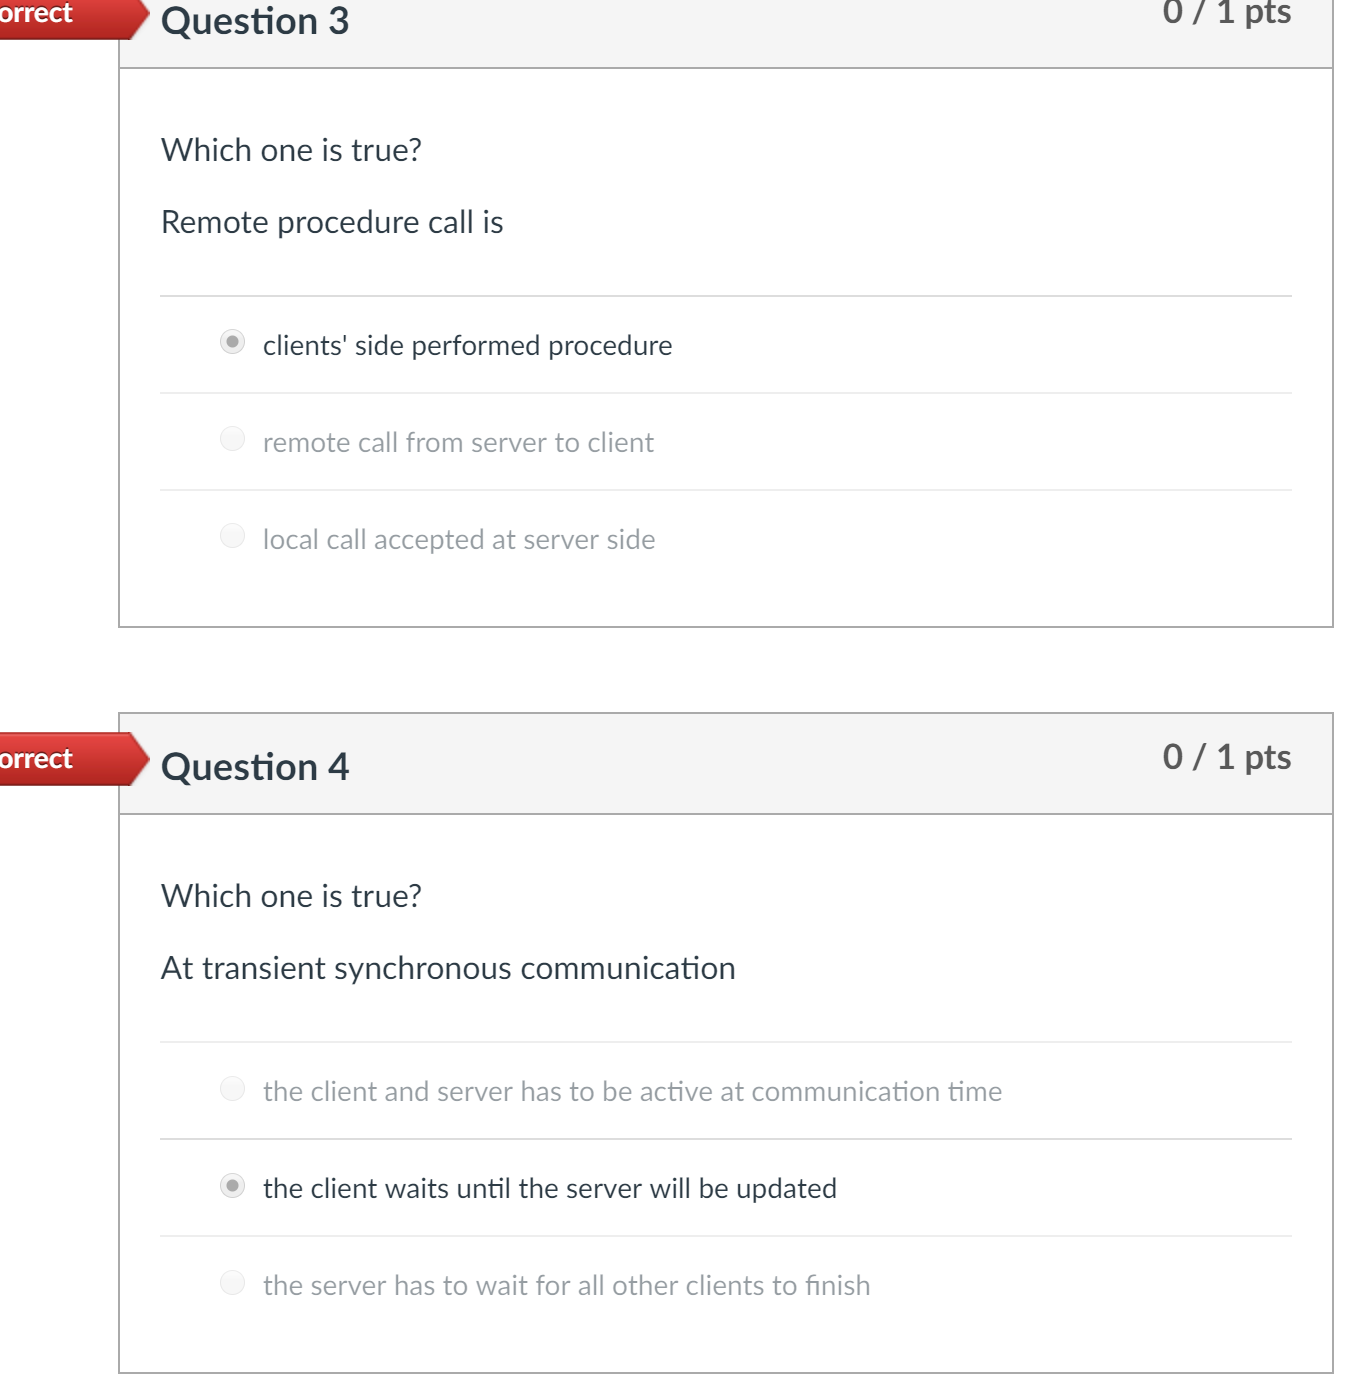 orrect
Question 3
0 / 1 pts
Which one is true?
Remote procedure call is
clients' side performed procedure
remote call from server to client
local call accepted at server side
orrect
Question 4
0 / 1 pts
Which one is true?
At transient synchronous communication
the client and server has to be active at communication time
the client waits until the server will be updated
the server has to wait for all other clients to finish